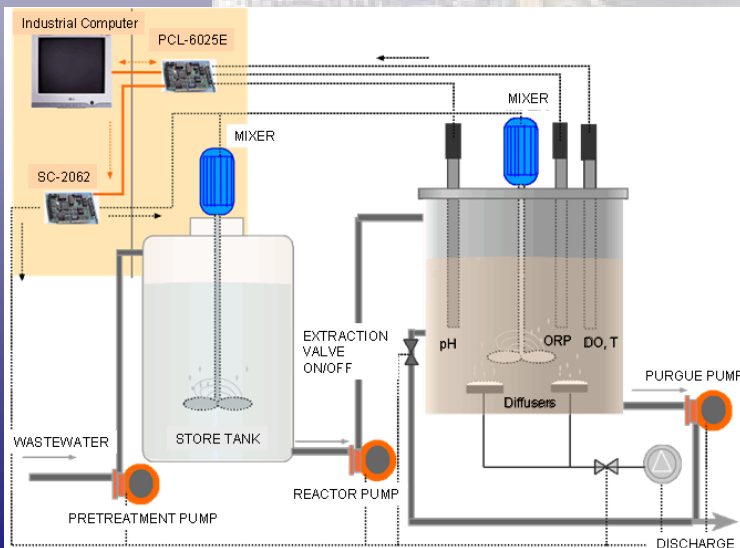 Industrial Computer
PCL-6025E
MIXER
MIXER
SC-2062
EXTRACTION
VALVE
ON/OFF
pH
ORP
DO, T
PURGUE PUMP
Diffusers
STORE TANK
WASTEWATER
REACTOR PUMP
PRETREATMENT PUMP
DISCHARGE